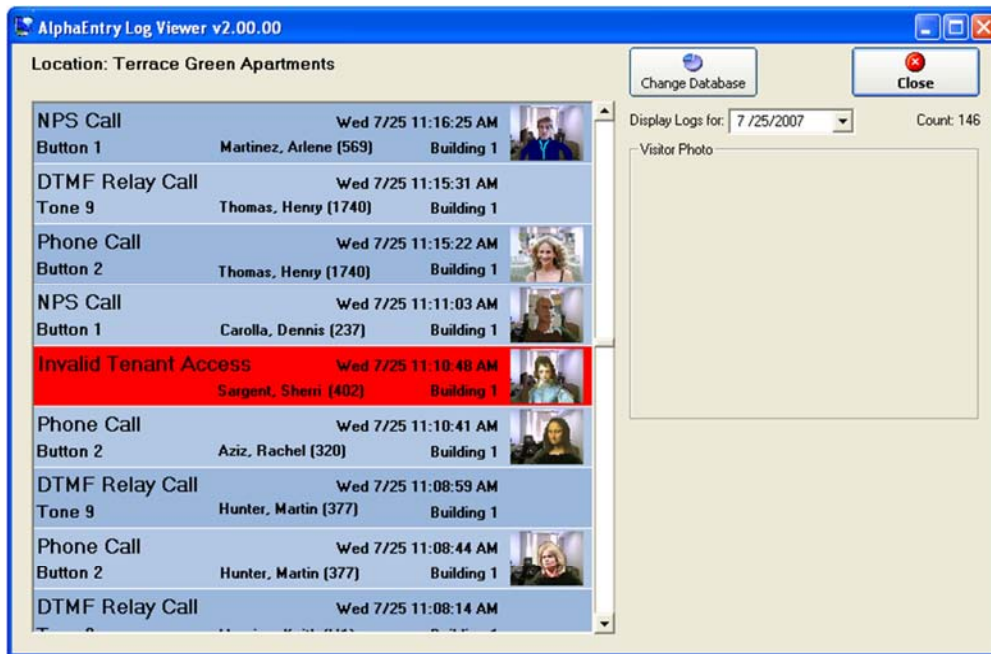 AlphaEntry Log Viewer v2.00.00
Location: Terrace Green Apartments
Change Database
Close
Display Logs for: 7 /25/2007
Count: 146
Visitor Photo
NPS Call Wed 7/25 11:16:25 AM
Button 1 Martinez, Arlene (569) Building 1
DTMF Relay Call Wed 7/25 11:15:31 AM
Tone 9 Thomas, Henry (1740) Building 1
Phone Call Wed 7/25 11:15:22 AM
Button 2 Thomas, Henry (1740) Building 1
NPS Call Wed 7/25 11:11:03 AM
Button 1 Carolla, Dennis (237) Building 1
Invalid Tenant Access Wed 7/25 11:10:48 AM
Sargent, Sherri (402) Building 1
Phone Call Wed 7/25 11:10:41 AM
Button 2 Aziz, Rachel (320) Building 1
DTMF Relay Call Wed 7/25 11:08:59 AM
Tone 9 Hunter, Martin (377) Building 1
Phone Call Wed 7/25 11:08:44 AM
Button 2 Hunter, Martin (377) Building 1
DTMF Relay Call Wed 7/25 11:08:14 AM